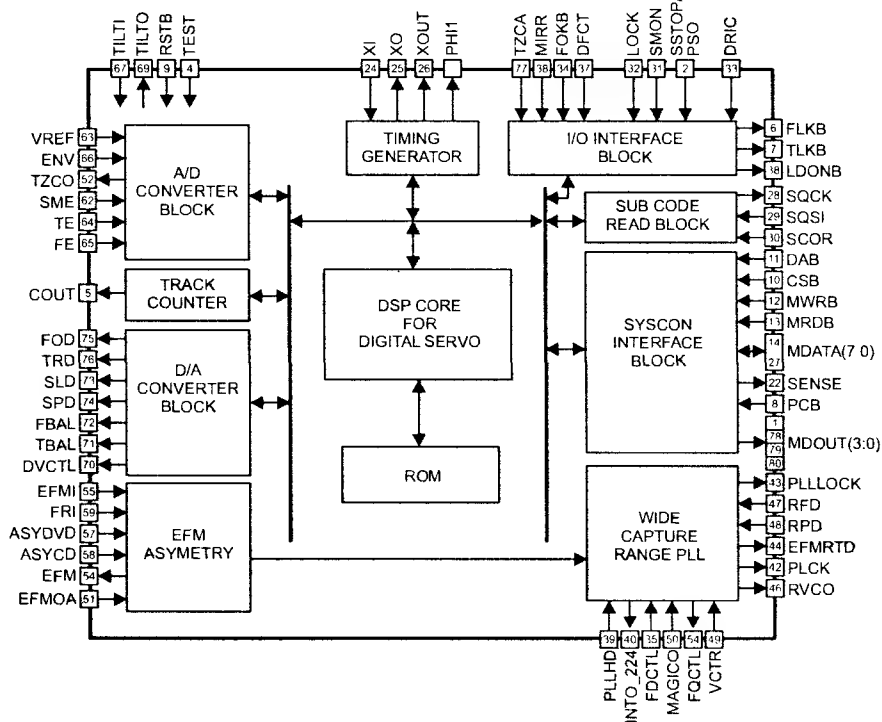 TILTI
TILTO
RSTB
TEST
XI
XO
XOUT
PHI1
TZCA
MIRR
FOKB
DFCT
LOCK
SMON
SSTOP/
PSO
DRIC
67
69
9
4
24
25
26
77
38
34
37
32
31
2
33
VREF 63
ENV 66
TZCO 52
SME 62
TE 64
FE 65
A/D
CONVERTER
BLOCK
TIMING
GENERATOR
I/O INTERFACE
BLOCK
6 FLKB
7 TLKB
38 LDONB
SUB CODE
READ BLOCK
28 SQCK
29 SQSI
30 SCOR
COUT 5
TRACK
COUNTER
DSP CORE
FOR
DIGITAL SERVO
SYSCON
INTERFACE
BLOCK
11 DAB
10 CSB
12 MWRB
13 MRDB
14
27
MDATA(7 0)
22 SENSE
8 PCB
1
78
79
80
MDOUT(3:0)
FOD 75
TRD 76
SLD 73
SPD 74
FBAL 72
TBAL 71
DVCTL 70
D/A
CONVERTER
BLOCK
ROM
EFMI 55
FRI 59
ASYDVD 57
ASYCD 58
EFM 54
EFMOA 51
EFM
ASYMETRY
WIDE
CAPTURE
RANGE PLL
43 PLLLOCK
47 RFD
48 RPD
44 EFMRTD
42 PLCK
46 RVCO
39
40
35
50
54
49
PLLHD
INTO_224
FDCTL
MAGICO
FQCTL
VCTR